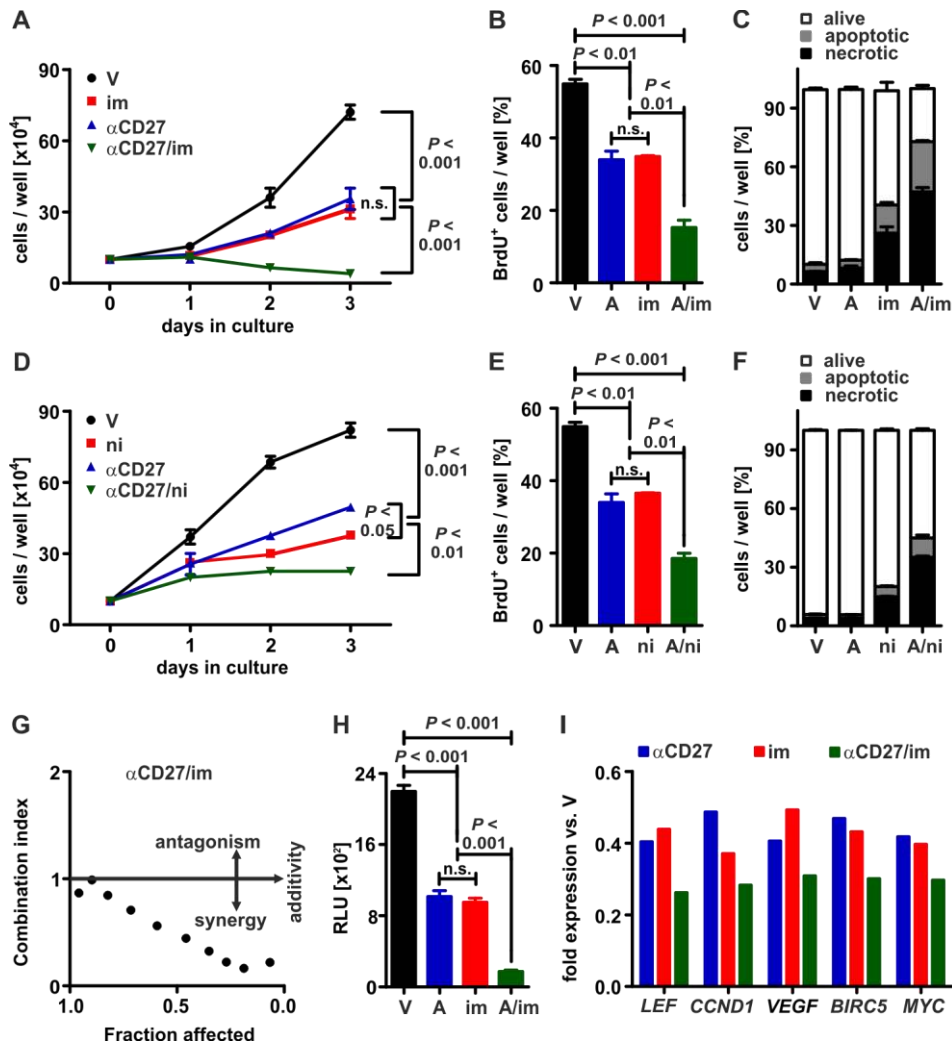 A
V
im
αCD27
αCD27/im
90
60
30
0
cells / well [x10⁴]
0 1 2 3
days in culture
P < 0.001
n.s.
P < 0.001
B
P < 0.001
P < 0.01
P < 0.01
n.s.
60
40
20
0
BrdU⁺ cells / well [%]
V A im A/im
C
alive
apoptotic
necrotic
90
60
30
0
cells / well [%]
V A im A/im
D
V
ni
αCD27
αCD27/ni
90
60
30
0
cells / well [x10⁴]
0 1 2 3
days in culture
P < 0.001
P < 0.05
P < 0.01
E
P < 0.001
P < 0.01
P < 0.01
n.s.
60
40
20
0
BrdU⁺ cells / well [%]
V A ni A/ni
F
alive
apoptotic
necrotic
90
60
30
0
cells / well [%]
V A ni A/ni
G
αCD27/im
2
1
0
Combination index
antagonism
synergy
additivity
1.0 0.5 0.0
Fraction affected
H
P < 0.001
P < 0.001
P < 0.001
n.s.
24
16
8
0
RLU [x10²]
V A im A/im
I
αCD27 im αCD27/im
0.6
0.4
0.2
0.0
fold expression vs. V
LEF CCND1 VEGF BIRC5 MYC